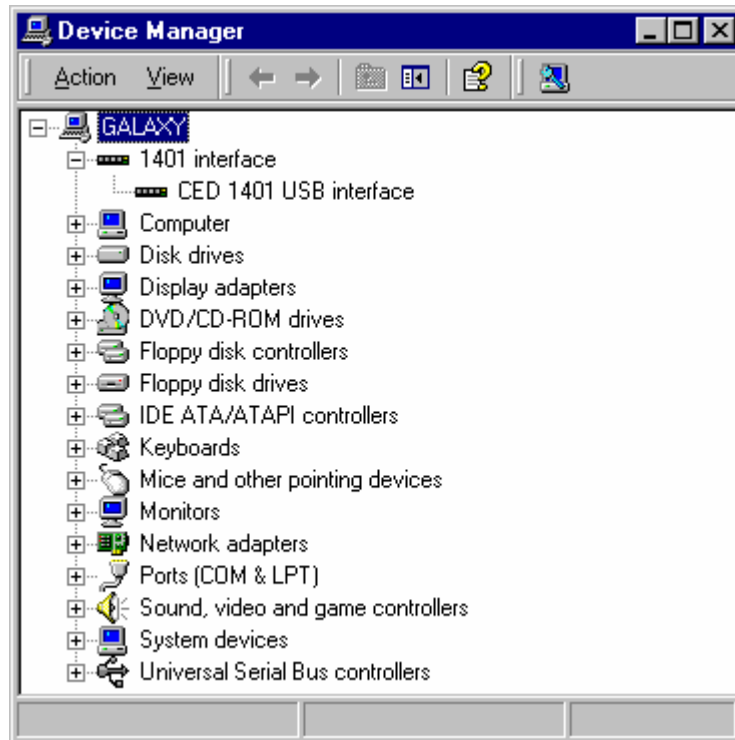 Device Manager
Action View
GALAXY
1401 interface
CED 1401 USB interface
Computer
Disk drives
Display adapters
DVD/CD-ROM drives
Floppy disk controllers
Floppy disk drives
IDE ATA/ATAPI controllers
Keyboards
Mice and other pointing devices
Monitors
Network adapters
Ports (COM & LPT)
Sound, video and game controllers
System devices
Universal Serial Bus controllers